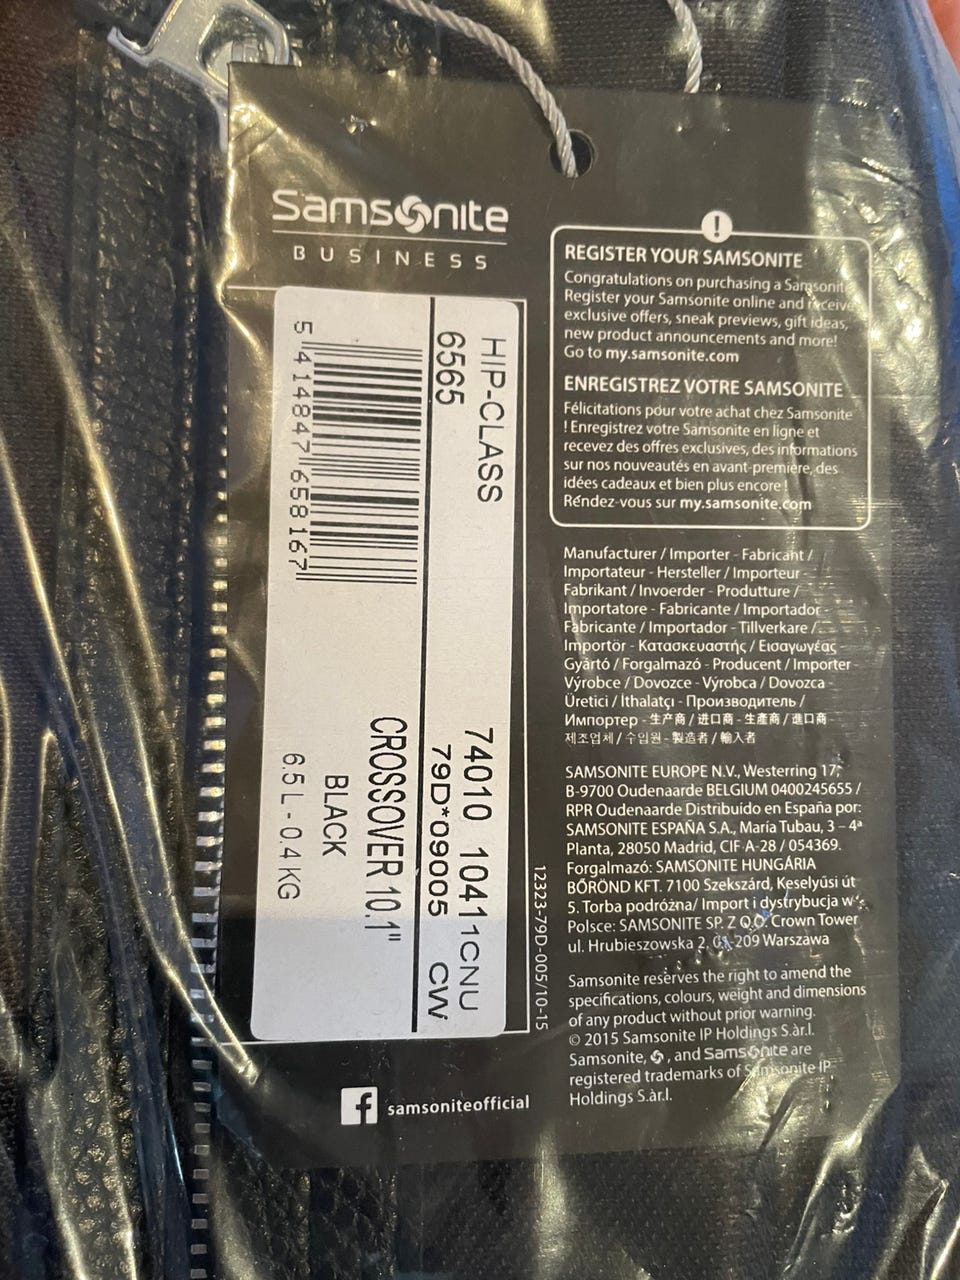 Samsonite
BUSINESS
HIP-CLASS
6565
74010 1041 1CNU
79D*09005 CW
CROSSOVER 10.1"
BLACK
6.5 L - 0.4 KG
5 414847 658167
12323-79D-005/10-15
samsoniteofficial
!
REGISTER YOUR SAMSONITE
Congratulations on purchasing a Samsonit
Register your Samsonite online and receive
exclusive offers, sneak previews, gift ideas,
new product announcements and more!
Go to my.samsonite.com
ENREGISTREZ VOTRE SAMSONITE
Félicitations pour votre achat chez Samsonite
! Enregistrez votre Samsonite en ligne et
recevez des offres exclusives, des informations
sur nos nouveautés en avant-première, des
idées cadeaux et bien plus encore !
Rendez-vous sur my.samsonite.com
Manufacturer / Importer - Fabricant /
Importateur - Hersteller / Importeur -
Fabrikant / Invoerder - Produtture /
Importatore - Fabricante / Importador -
Fabricante / Importador - Tillverkare /
Importör - Κατασκευαστής / Εισαγωγέας -
Gyártó / Forgalmazó - Producent / Importer -
Výrobce / Dovozce - Výrobca / Dovozca -
Üretici / İthalatçı - Производитель /
Импортер - 生产商 / 进口商 - 生產商 / 進口商
제조업체 / 수입원 - 製造者 / 輸入者
SAMSONITE EUROPE N.V., Westerring 17,
B-9700 Oudenaarde BELGIUM 0400245655 /
RPR Oudenaarde Distribuido en España por:
SAMSONITE ESPAÑA S.A., María Tubau, 3 – 4ª
Planta, 28050 Madrid, CIF-A-28 / 054369.
Forgalmazó: SAMSONITE HUNGÁRIA
BŐRÖND KFT. 7100 Szekszárd, Keselyűsi út
5. Torba podróżna/ Import i dystrybucja w
Polsce: SAMSONITE SP. Z O.O. Crown Tower
ul. Hrubieszowska 2, 01-209 Warszawa
Samsonite reserves the right to amend the
specifications, colours, weight and dimensions
of any product without prior warning.
© 2015 Samsonite IP Holdings S.àr.l.
Samsonite, , and Samsonite are
registered trademarks of Samsonite IP
Holdings S.àr.l.